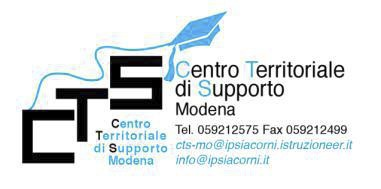 CTS
Centro
Territoriale
di Supporto
Modena
Centro Territoriale
di Supporto
Modena
Tel. 059212575 Fax 059212499
cts-mo@ipsiacorni.istruzioneer.it
info@ipsiacorni.it